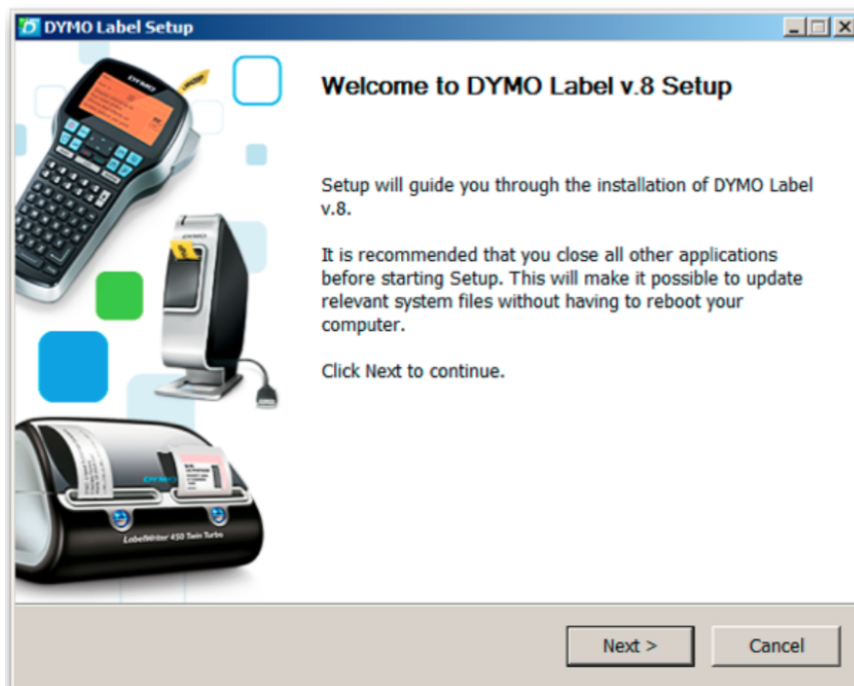 DYMO Label Setup
Welcome to DYMO Label v.8 Setup
Setup will guide you through the installation of DYMO Label
v.8.
It is recommended that you close all other applications
before starting Setup. This will make it possible to update
relevant system files without having to reboot your
computer.
Click Next to continue.
DYMO
DYMO
DYMO
LabelWriter 450 Twin Turbo
Next >
Cancel